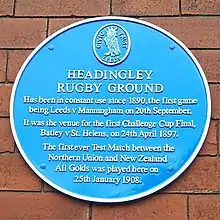 HEADINGLEY
RUGBY GROUND
Has been in constant use since 1890, the first game
being Leeds v Manningham on 20th September.
It was the venue for the first Challenge Cup Final,
Batley v St. Helens, on 24th April 1897.
The first ever Test Match between the
Northern Union and New Zealand
All Golds was played here on
25th January 1908.